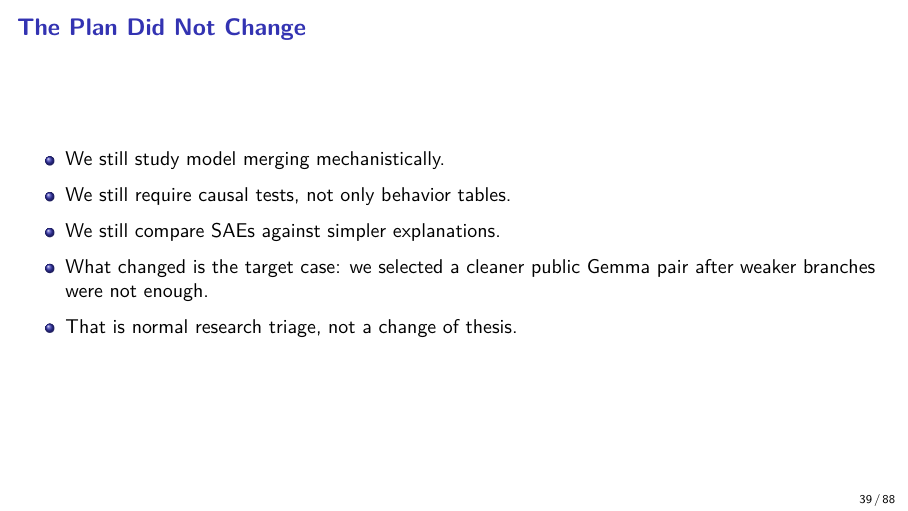 The Plan Did Not Change
We still study model merging mechanistically.
We still require causal tests, not only behavior tables.
We still compare SAEs against simpler explanations.
What changed is the target case: we selected a cleaner public Gemma pair after weaker branches
were not enough.
That is normal research triage, not a change of thesis.
39 / 88